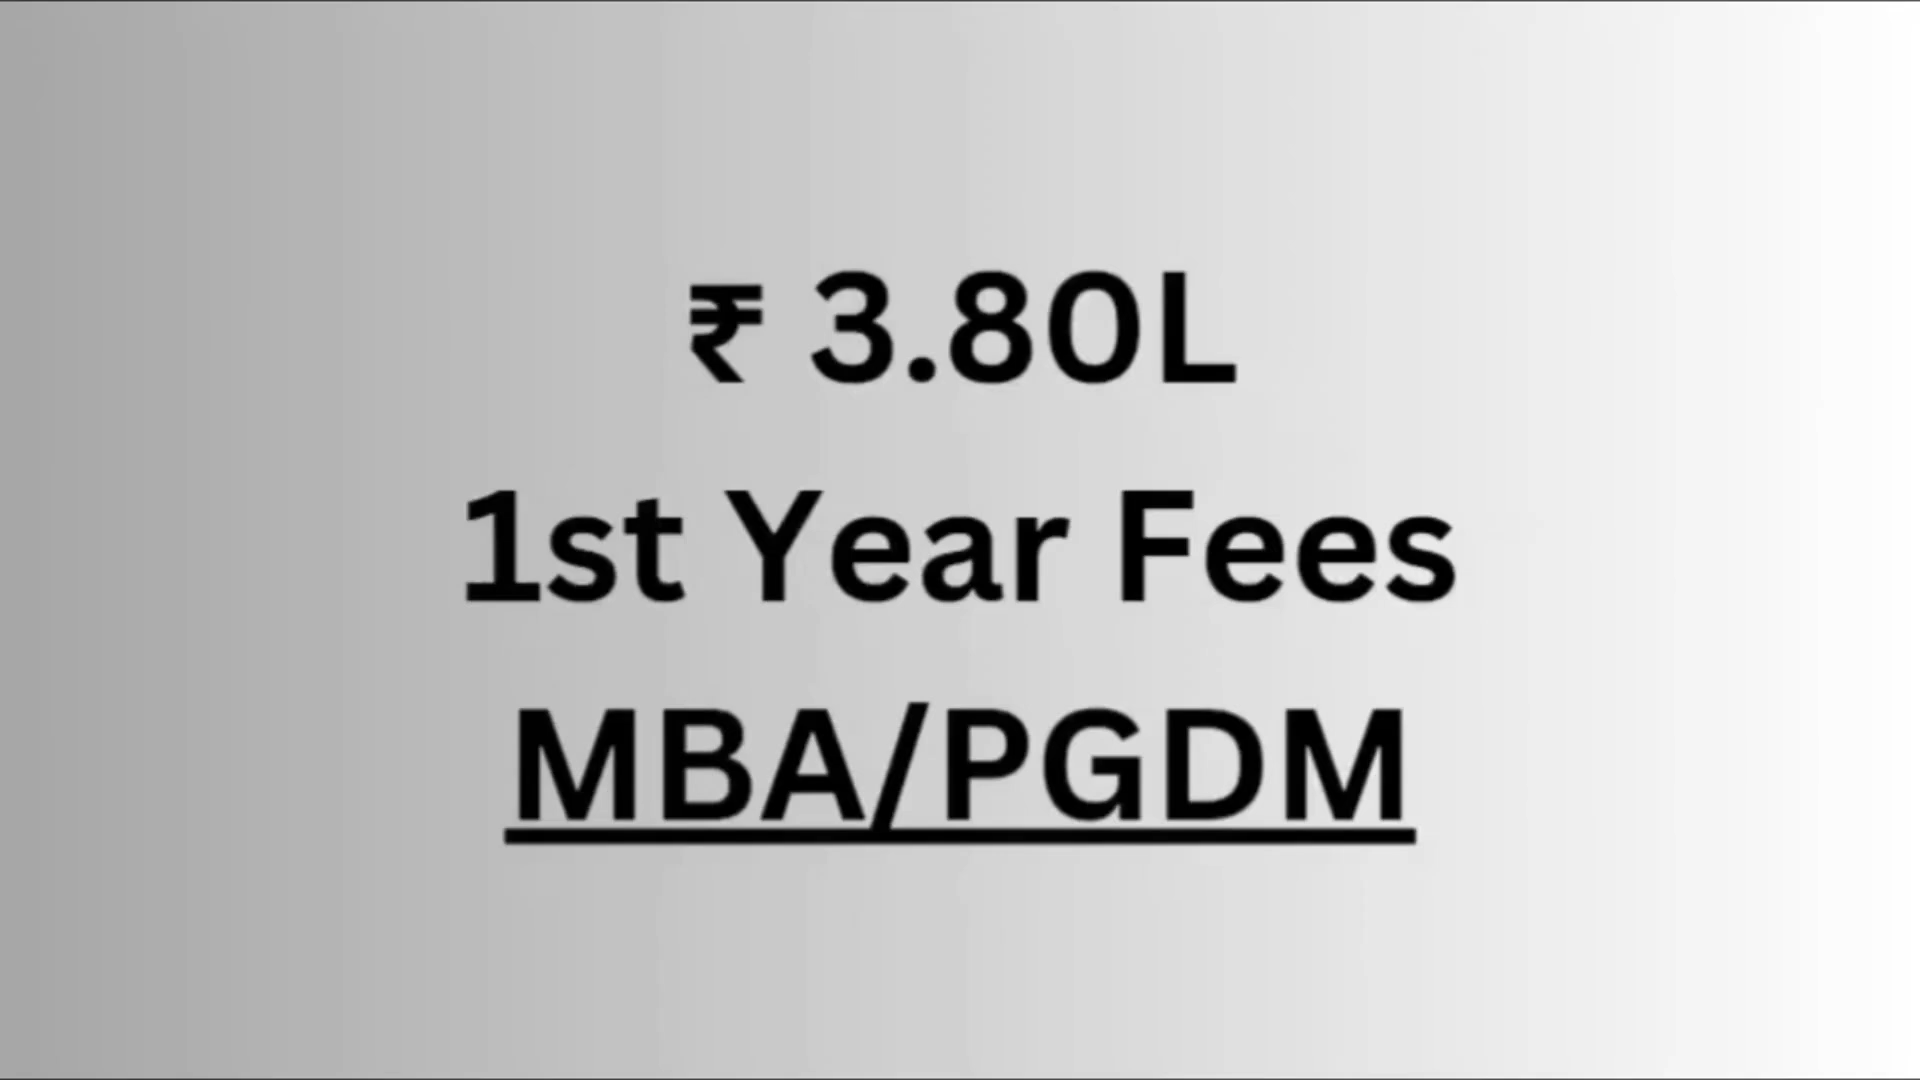 ₹ 3.80L
1st Year Fees
MBA/PGDM